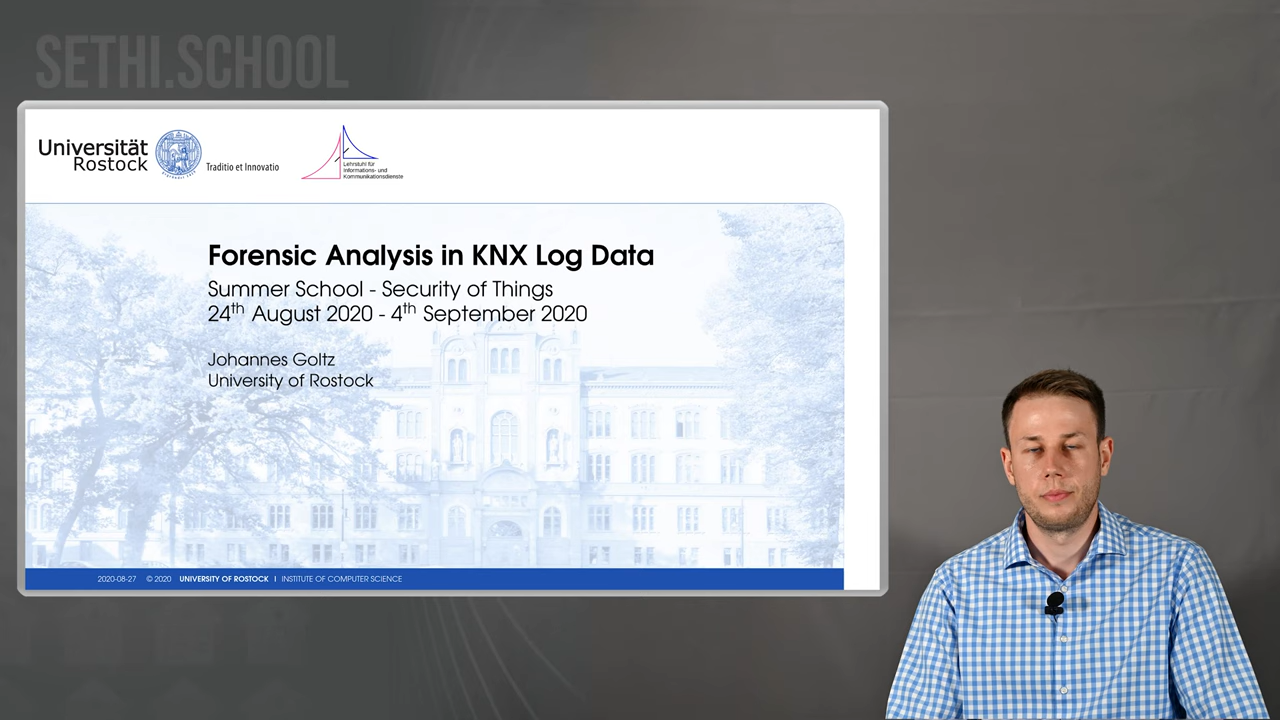 SETHI.SCHOOL
Universität
Rostock
Traditio et Innovatio
Lehrstuhl für
Informations- und
Kommunikationsdienste
Forensic Analysis in KNX Log Data
Summer School - Security of Things
24th August 2020 - 4th September 2020
Johannes Goltz
University of Rostock
2020-08-27 © 2020 UNIVERSITY OF ROSTOCK | INSTITUTE OF COMPUTER SCIENCE